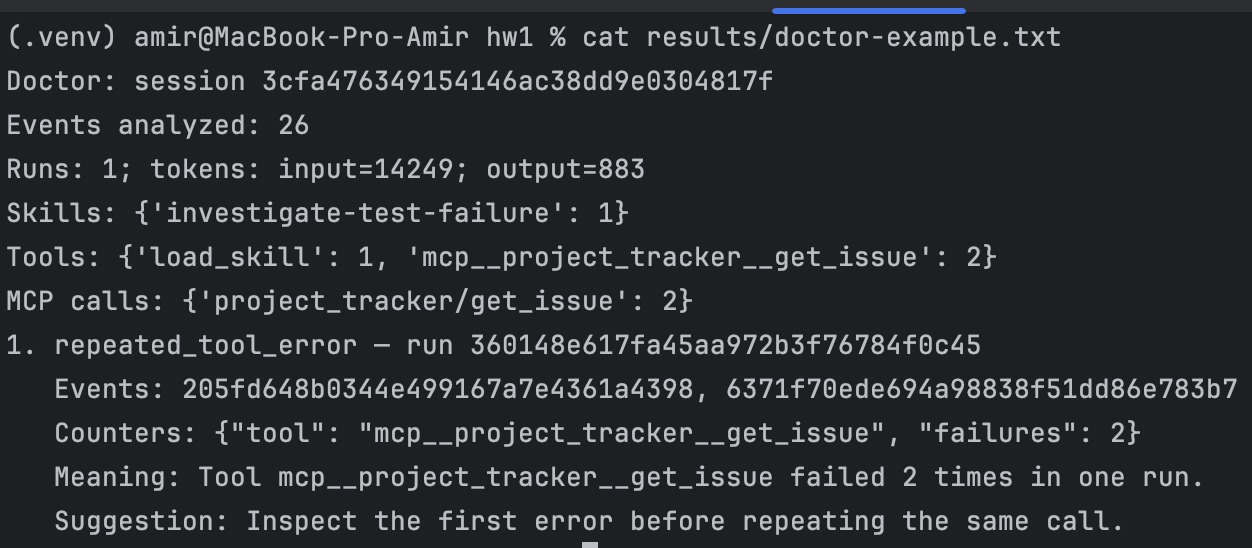 (.venv) amir@MacBook-Pro-Amir hw1 % cat results/doctor-example.txt
Doctor: session 3cfa476349154146ac38dd9e0304817f
Events analyzed: 26
Runs: 1; tokens: input=14249; output=883
Skills: {'investigate-test-failure': 1}
Tools: {'load_skill': 1, 'mcp__project_tracker__get_issue': 2}
MCP calls: {'project_tracker/get_issue': 2}
1. repeated_tool_error — run 360148e617fa45aa972b3f76784f0c45
   Events: 205fd648b0344e499167a7e4361a4398, 6371f70ede694a98838f51dd86e783b7
   Counters: {"tool": "mcp__project_tracker__get_issue", "failures": 2}
   Meaning: Tool mcp__project_tracker__get_issue failed 2 times in one run.
   Suggestion: Inspect the first error before repeating the same call.